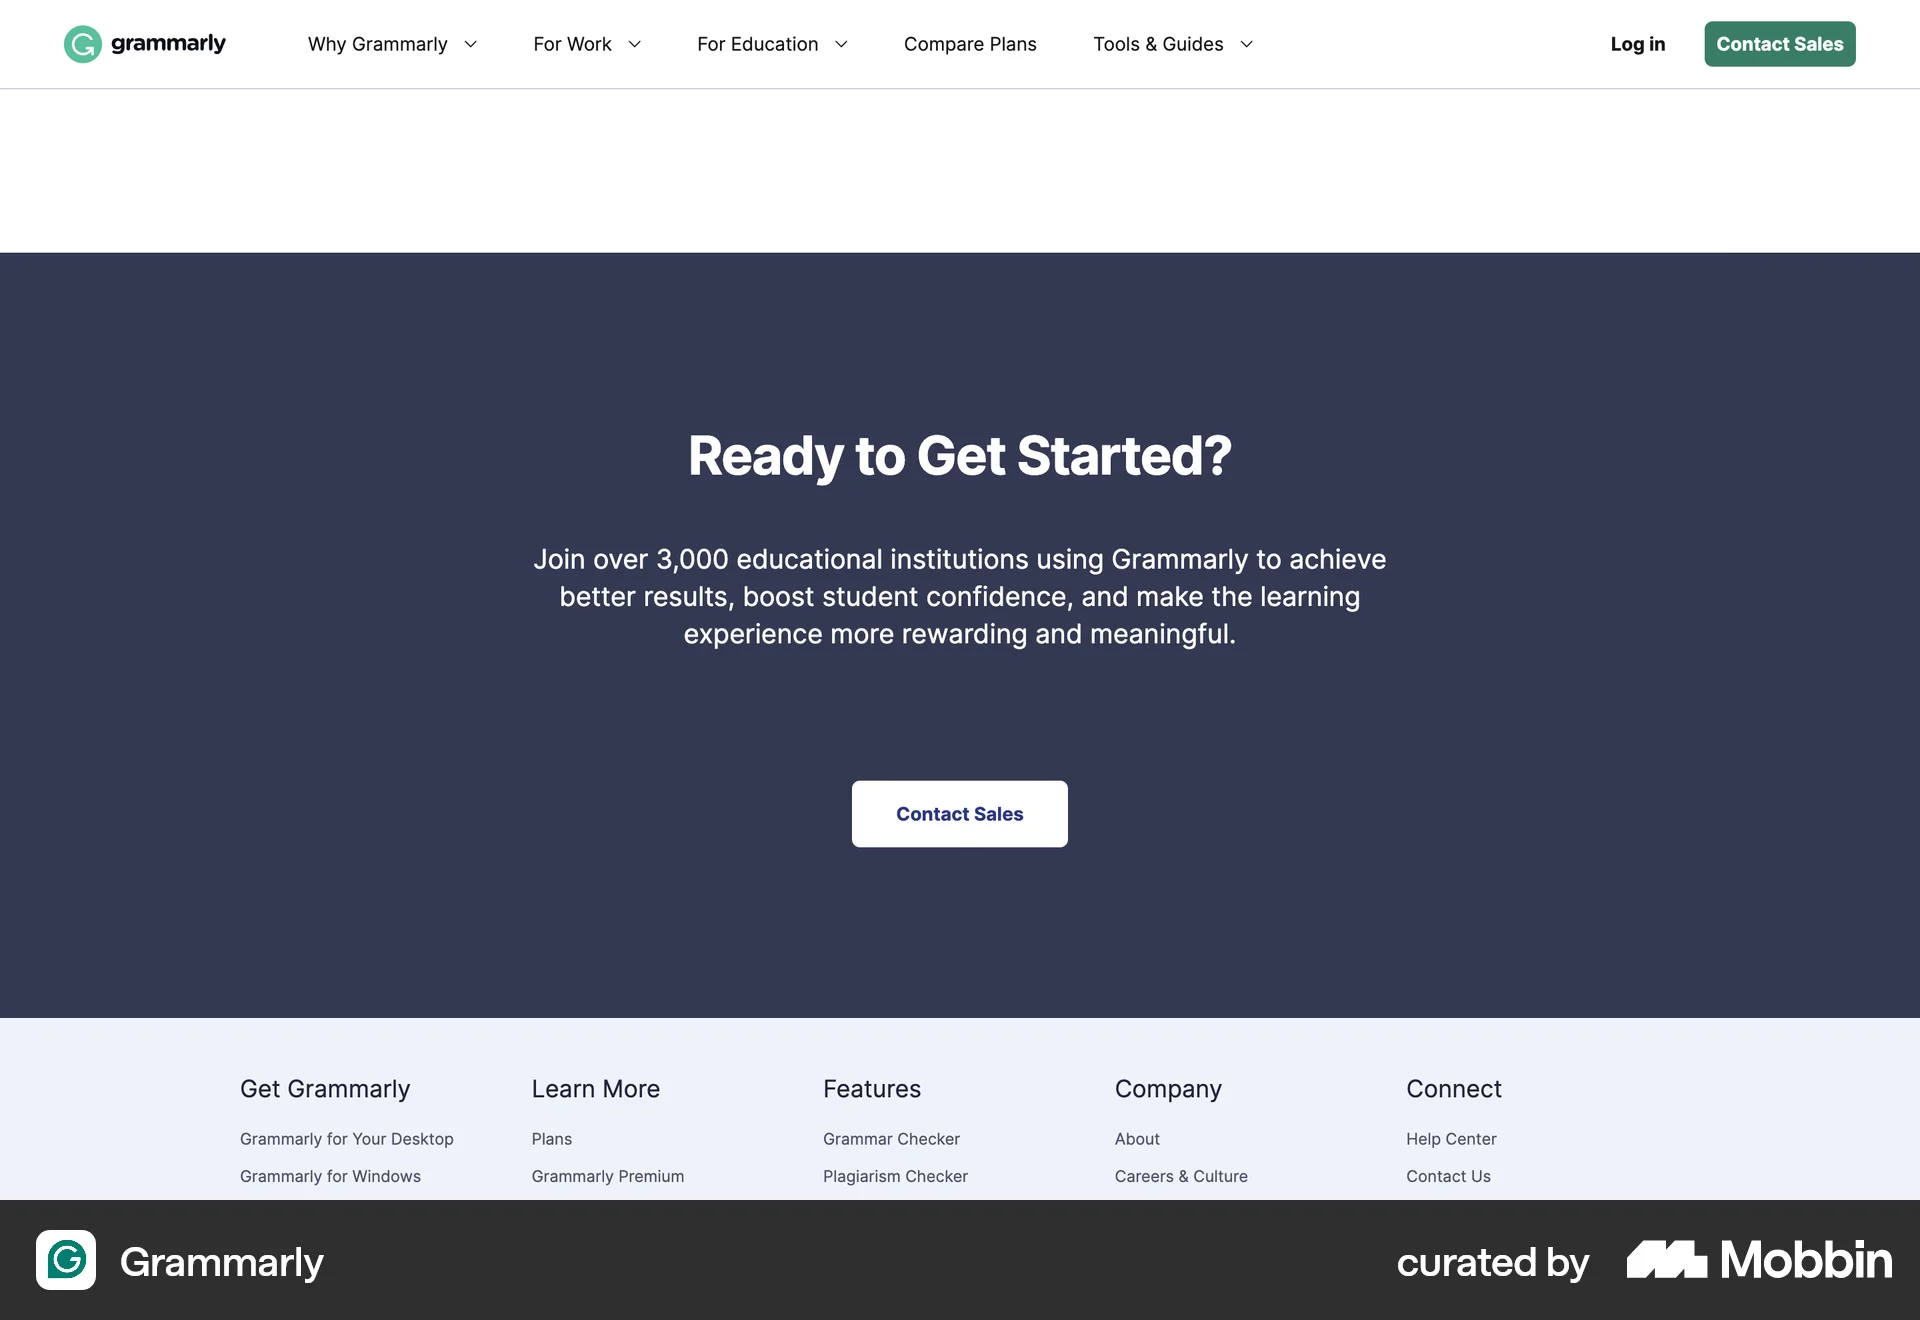 grammarly
Why Grammarly
For Work
For Education
Compare Plans
Tools & Guides
Log in
Contact Sales
Ready to Get Started?
Join over 3,000 educational institutions using Grammarly to achieve
better results, boost student confidence, and make the learning
experience more rewarding and meaningful.
Contact Sales
Get Grammarly
Grammarly for Your Desktop
Grammarly for Windows
Learn More
Plans
Grammarly Premium
Features
Grammar Checker
Plagiarism Checker
Company
About
Careers & Culture
Connect
Help Center
Contact Us
Grammarly
curated by
Mobbin